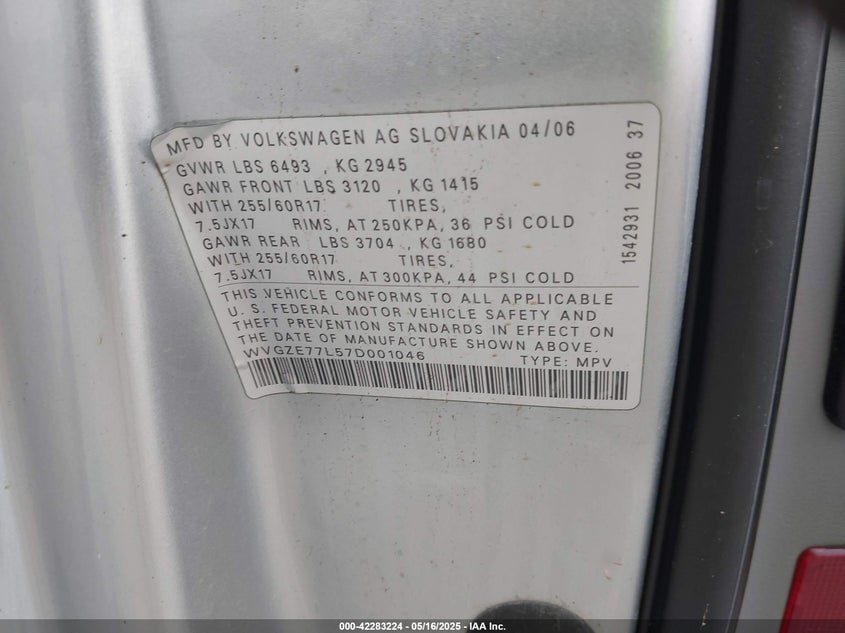 MFD BY VOLKSWAGEN AG SLOVAKIA 04/06
GVWR LBS 6493 , KG 2945
GAWR FRONT LBS 3120 , KG 1415
WITH 255/60R17 TIRES,
7.5JX17 RIMS, AT 250KPA, 36 PSI COLD
GAWR REAR LBS 3704 , KG 1680
WITH 255/60R17 TIRES,
7.5JX17 RIMS, AT 300KPA, 44 PSI COLD
THIS VEHICLE CONFORMS TO ALL APPLICABLE
U. S. FEDERAL MOTOR VEHICLE SAFETY AND
THEFT PREVENTION STANDARDS IN EFFECT ON
THE DATE OF MANUFACTURE SHOWN ABOVE.
WVGZE77L57D001046 TYPE: MPV
1542931 2006 37
000-42283224 - 05/16/2025 - IAA Inc.